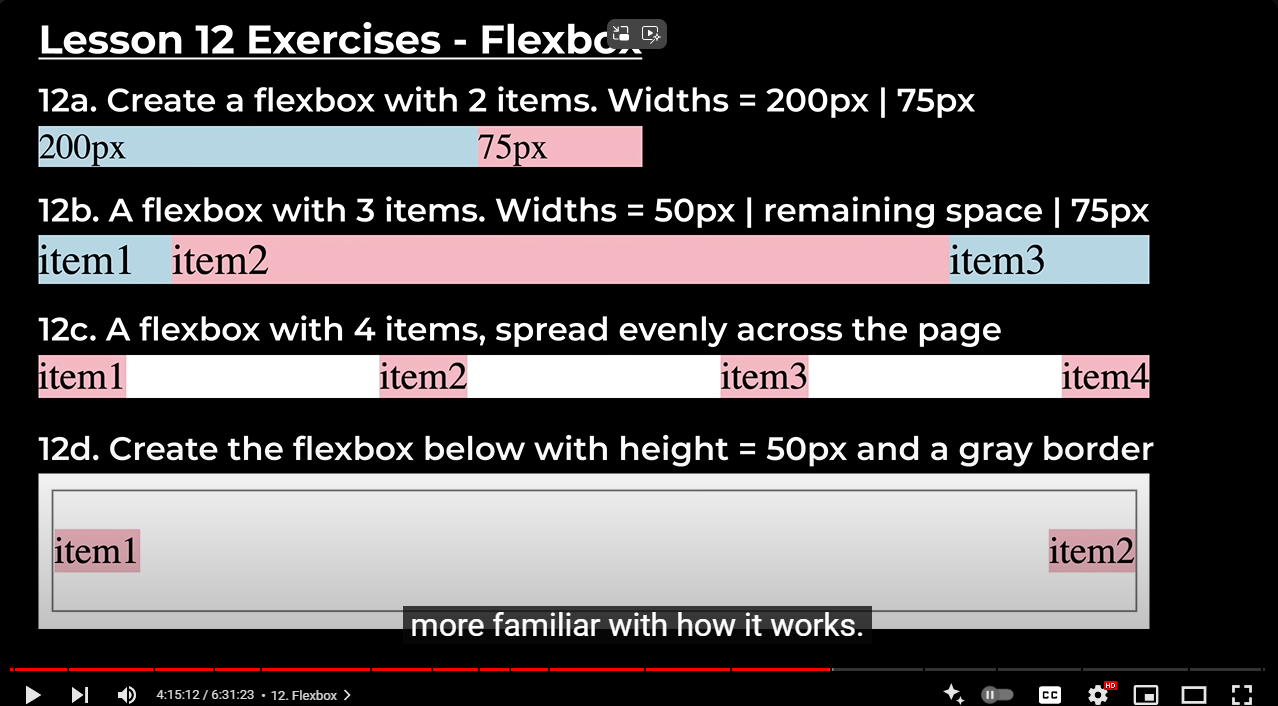 Lesson 12 Exercises - Flexbox
12a. Create a flexbox with 2 items. Widths = 200px | 75px
200px 75px
12b. A flexbox with 3 items. Widths = 50px | remaining space | 75px
item1 item2 item3
12c. A flexbox with 4 items, spread evenly across the page
item1 item2 item3 item4
12d. Create the flexbox below with height = 50px and a gray border
item1 item2
more familiar with how it works.
4:15:12 / 6:31:23 • 12. Flexbox
CC HD